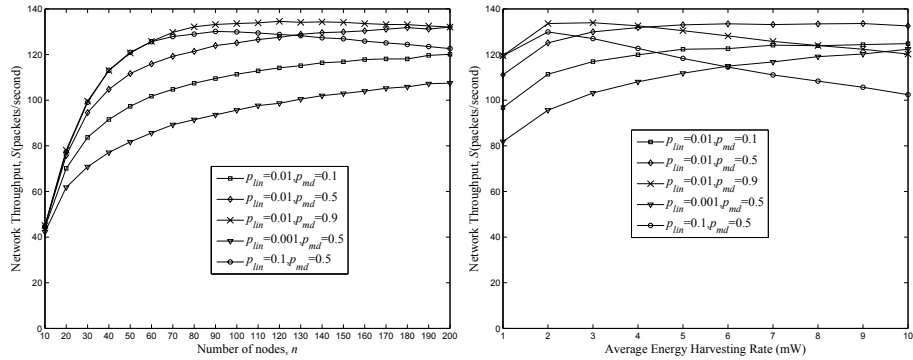 140
120
100
80
60
40
20
0
Network Throughput, S(packets/second)
p_lin=0.01,p_md=0.1
p_lin=0.01,p_md=0.5
p_lin=0.01,p_md=0.9
p_lin=0.001,p_md=0.5
p_lin=0.1,p_md=0.5
10 20 30 40 50 60 70 80 90 100 110 120 130 140 150 160 170 180 190 200
Number of nodes, n
140
120
100
80
60
40
20
0
Network Throughput, S(packets/second)
p_lin=0.01,p_md=0.1
p_lin=0.01,p_md=0.5
p_lin=0.01,p_md=0.9
p_lin=0.001,p_md=0.5
p_lin=0.1,p_md=0.5
1 2 3 4 5 6 7 8 9 10
Average Energy Harvesting Rate (mW)